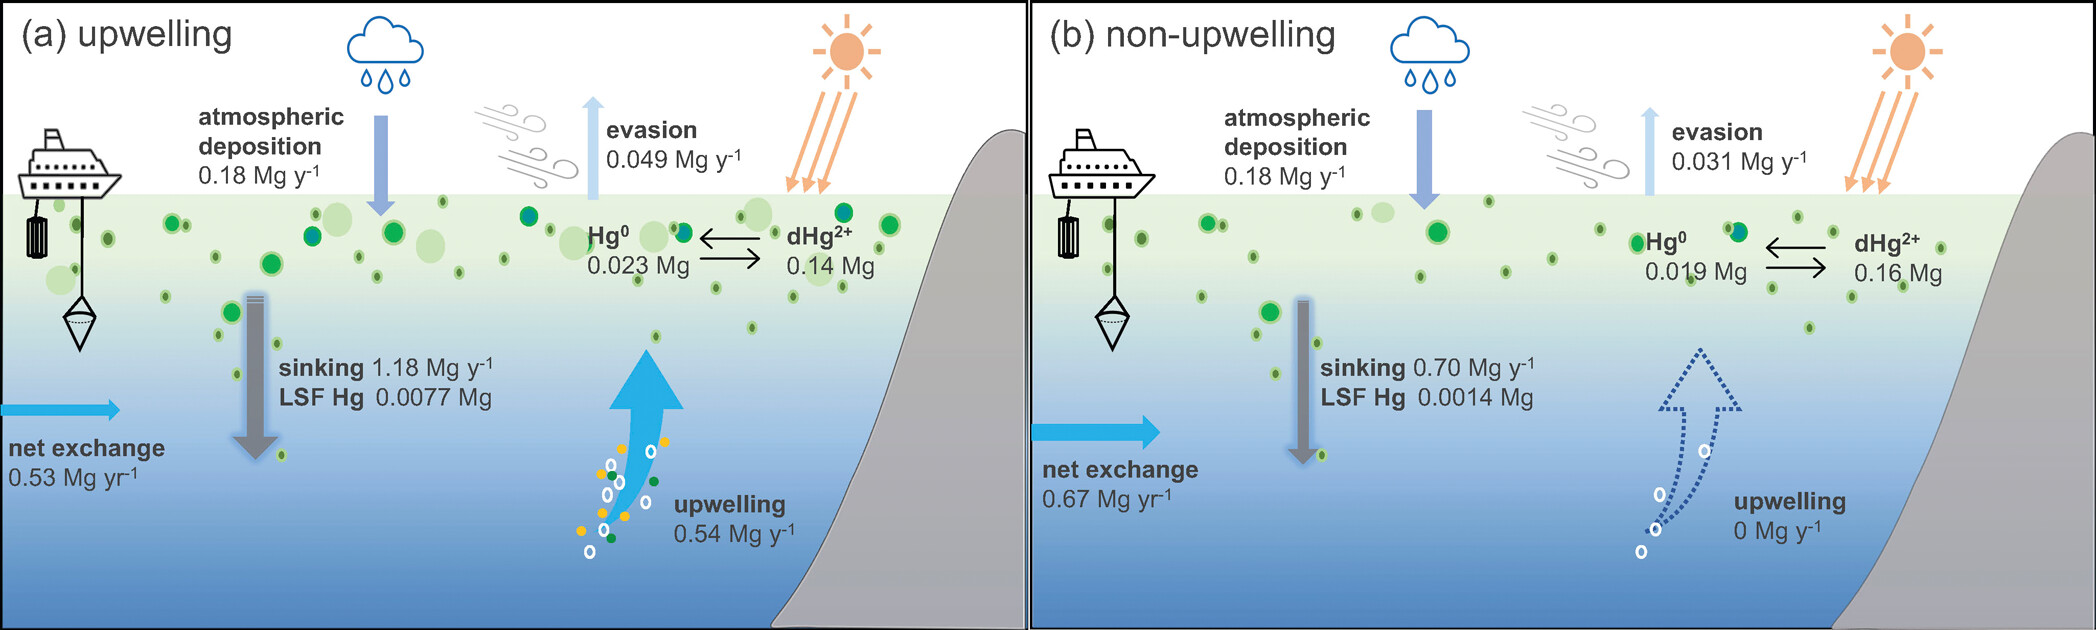 (a) upwelling
atmospheric
deposition
0.18 Mg y⁻¹
evasion
0.049 Mg y⁻¹
Hg⁰
0.023 Mg
dHg²⁺
0.14 Mg
sinking 1.18 Mg y⁻¹
LSF Hg 0.0077 Mg
net exchange
0.53 Mg yr⁻¹
upwelling
0.54 Mg y⁻¹
(b) non-upwelling
atmospheric
deposition
0.18 Mg y⁻¹
evasion
0.031 Mg y⁻¹
Hg⁰
0.019 Mg
dHg²⁺
0.16 Mg
sinking 0.70 Mg y⁻¹
LSF Hg 0.0014 Mg
net exchange
0.67 Mg yr⁻¹
upwelling
0 Mg y⁻¹